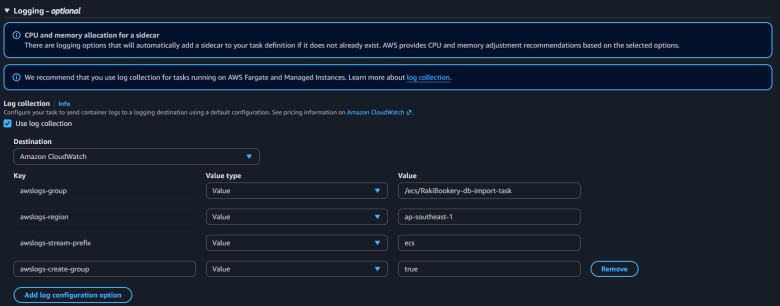 Logging - optional
CPU and memory allocation for a sidecar
There are logging options that will automatically add a sidecar to your task definition if it does not already exist. AWS provides CPU and memory adjustment recommendations based on the selected options.
We recommend that you use log collection for tasks running on AWS Fargate and Managed Instances. Learn more about log collection.
Log collection Info
Configure your task to send container logs to a logging destination using a default configuration. See pricing information on Amazon CloudWatch.
Use log collection
Destination
Amazon CloudWatch
Key Value type Value
awslogs-group Value /ecs/RakiBookery-db-import-task
awslogs-region Value ap-southeast-1
awslogs-stream-prefix Value ecs
awslogs-create-group Value true Remove
Add log configuration option